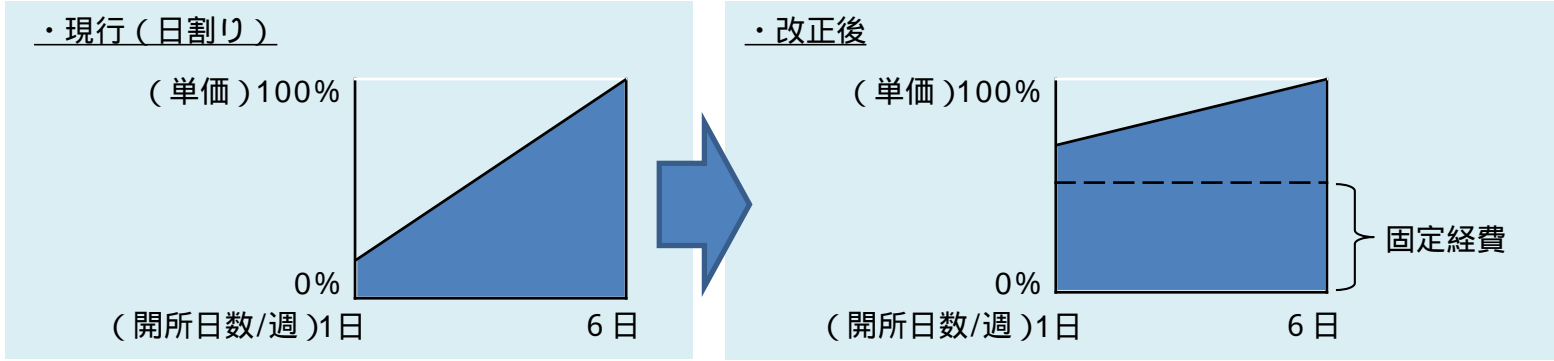 ・現行（日割り）
（単価）100%
0%
（開所日数/週）1日
6日
・改正後
（単価）100%
固定経費
0%
（開所日数/週）1日
6日